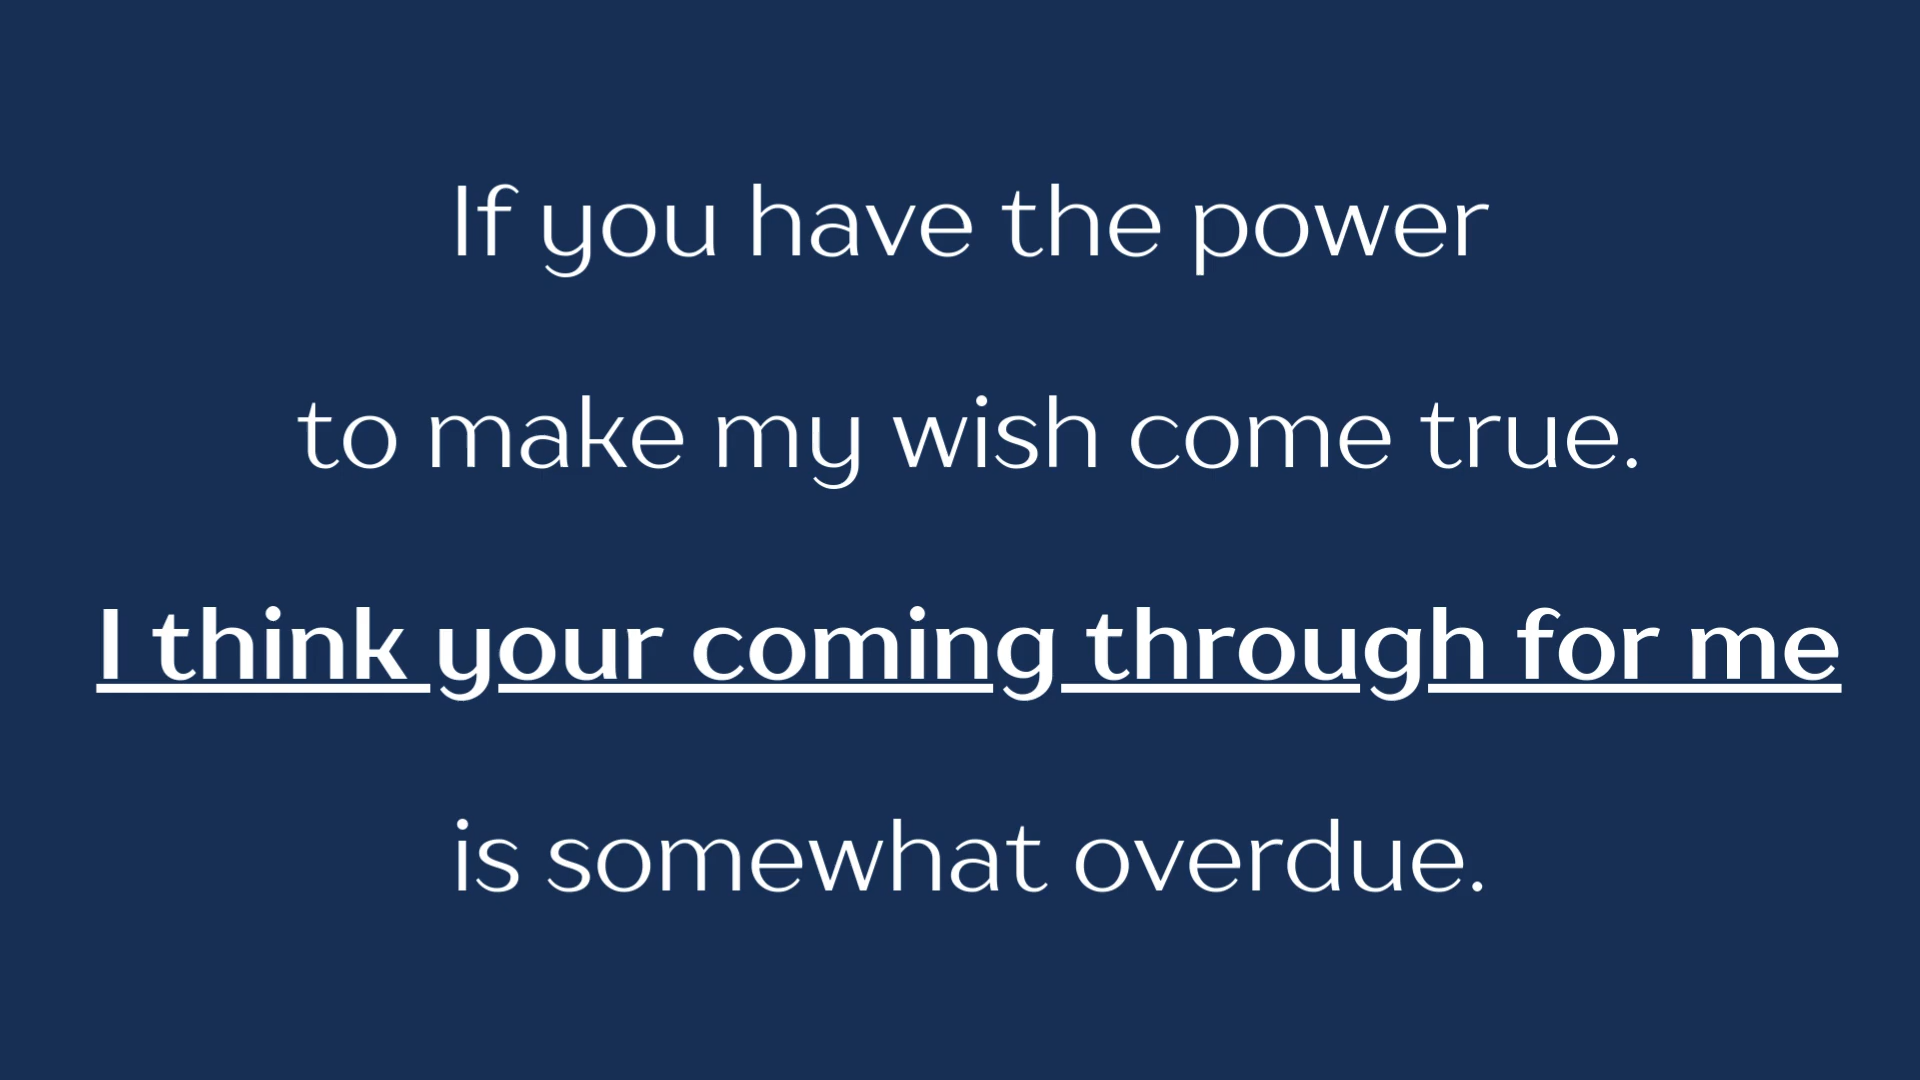 If you have the power
to make my wish come true.
I think your coming through for me
is somewhat overdue.